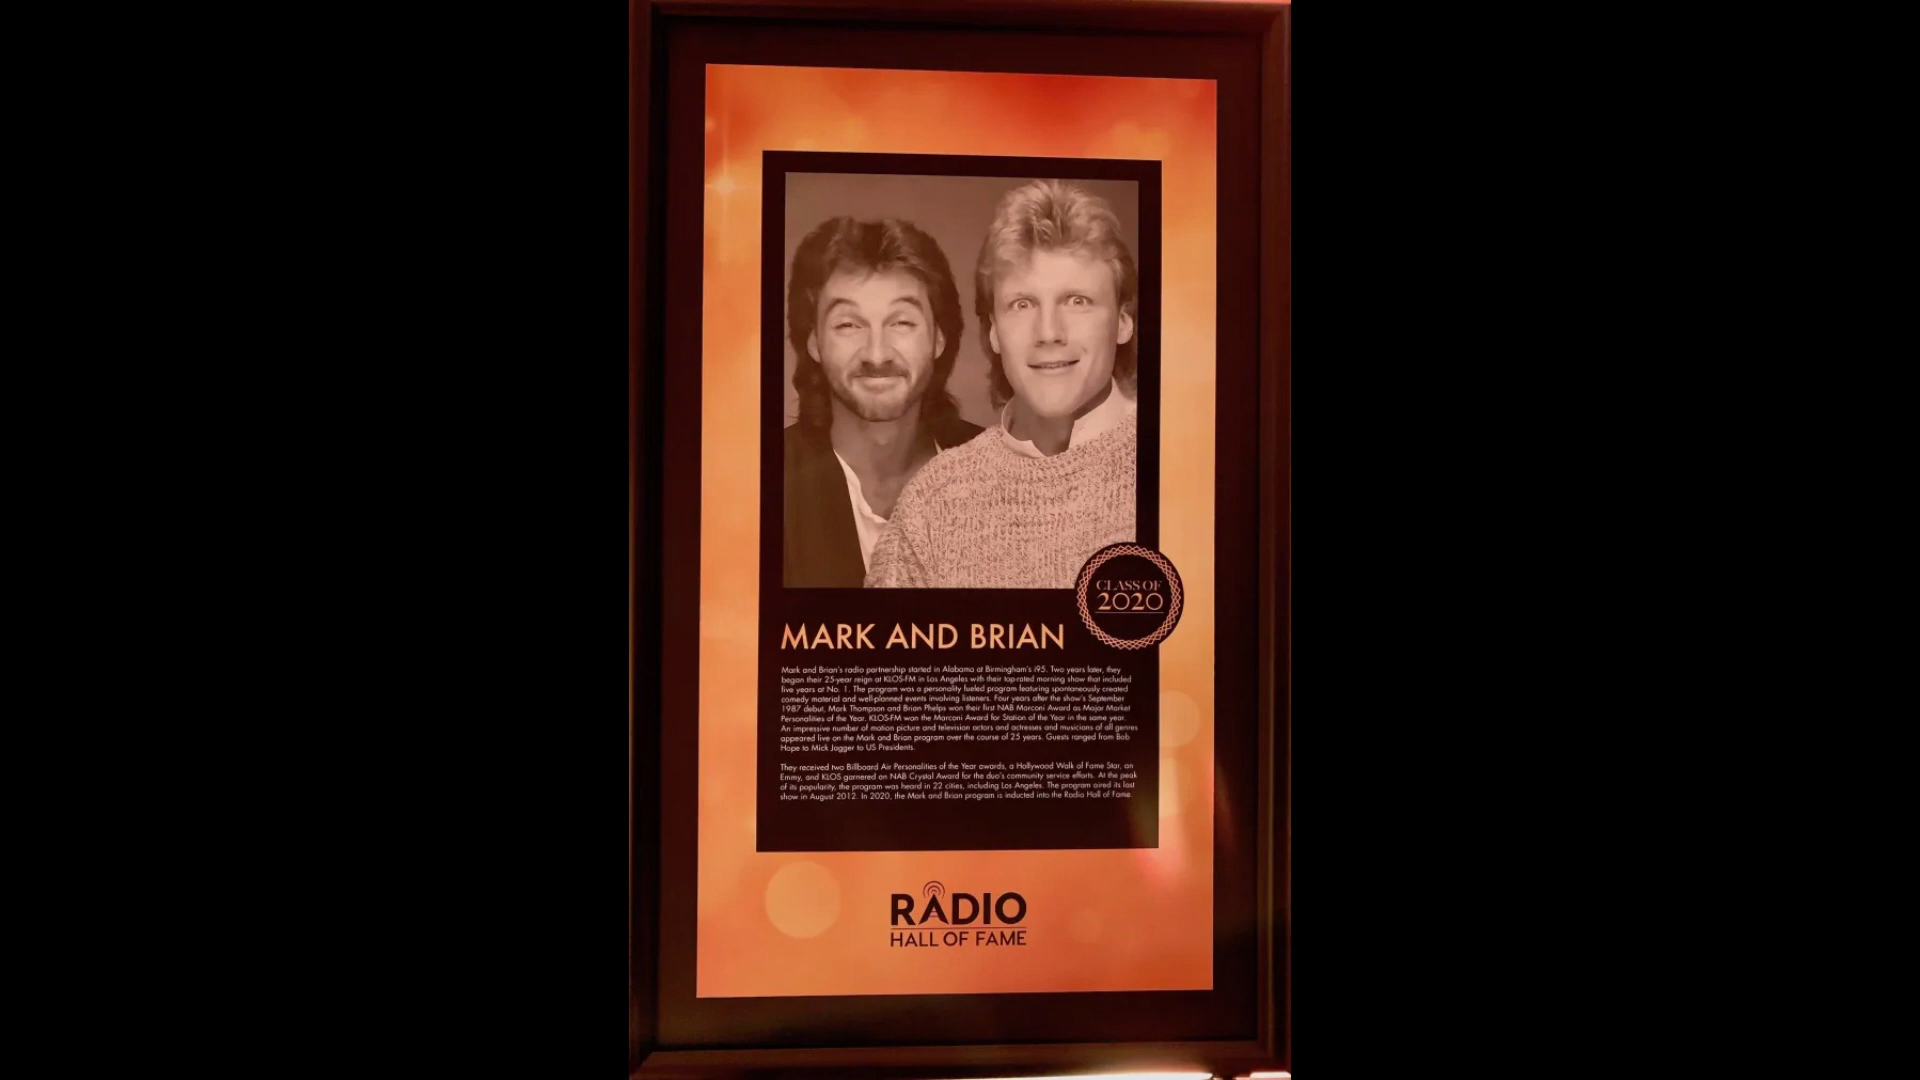 CLASS OF
2020
MARK AND BRIAN
Mark and Brian's radio partnership started in Alabama at Birmingham's i95. Two years later, they
began their 25-year reign at KLOS-FM in Los Angeles with their top-rated morning show that included
five years at No. 1. The program was a personality fueled program featuring spontaneously created
comedy material and well-planned events involving listeners. Four years after the show's September
1987 debut, Mark Thompson and Brian Phelps won their first NAB Marconi Award as Major Market
Personalities of the Year. KLOS-FM won the Marconi Award for Station of the Year in the same year.
An impressive number of motion picture and television actors and actresses and musicians of all genres
appeared live on the Mark and Brian program over the course of 25 years. Guests ranged from Bob
Hope to Mick Jagger to US Presidents.
They received two Billboard Air Personalities of the Year awards, a Hollywood Walk of Fame Star, an
Emmy, and KLOS garnered an NAB Crystal Award for the duo's community service efforts. At the peak
of its popularity, the program was heard in 22 cities, including Los Angeles. The program aired its last
show in August 2012. In 2020, the Mark and Brian program is inducted into the Radio Hall of Fame.
RADIO
HALL OF FAME